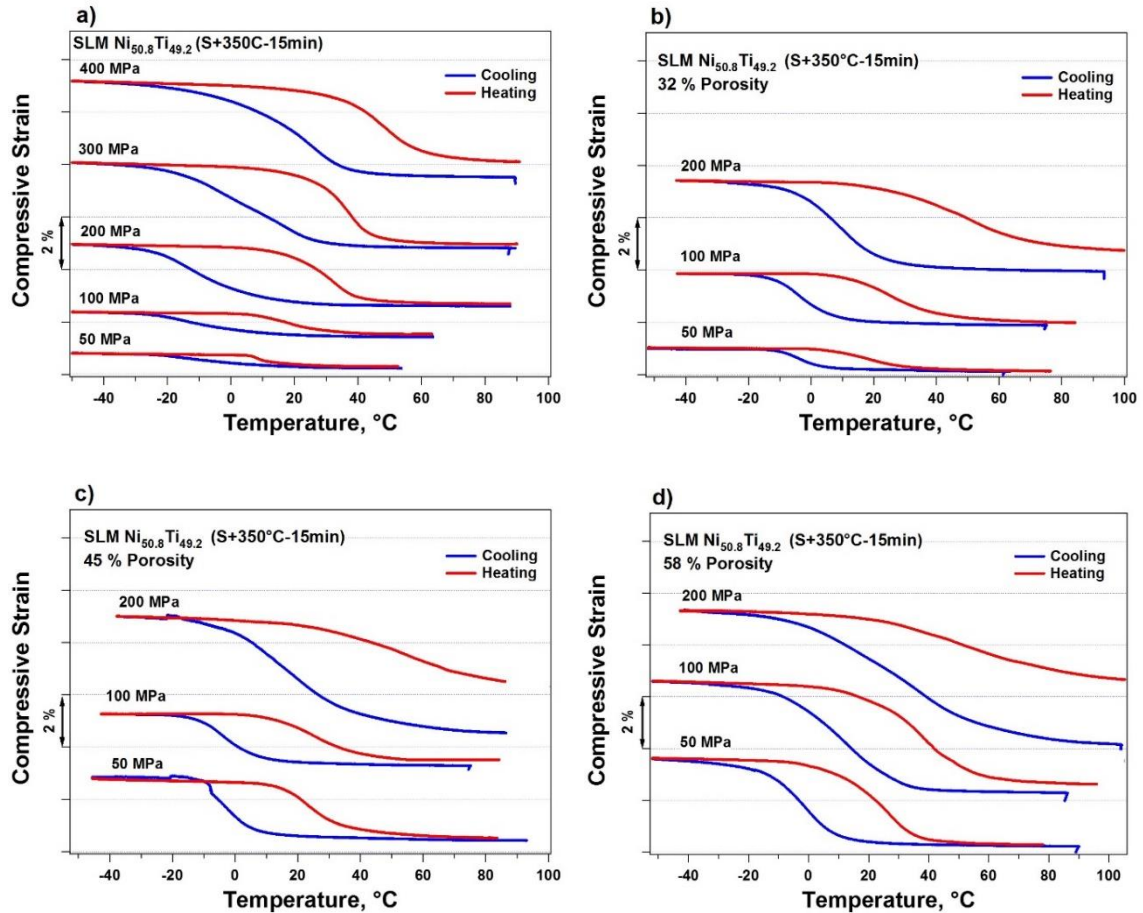 a)
SLM Ni50.8Ti49.2 (S+350C-15min)
400 MPa
Cooling
Heating
300 MPa
200 MPa
100 MPa
50 MPa
2 %
Compressive Strain
-40 -20 0 20 40 60 80 100
Temperature, °C
b)
SLM Ni50.8Ti49.2 (S+350°C-15min)
32 % Porosity
Cooling
Heating
200 MPa
100 MPa
50 MPa
2 %
Compressive Strain
-40 -20 0 20 40 60 80 100
Temperature, °C
c)
SLM Ni50.8Ti49.2 (S+350°C-15min)
45 % Porosity
Cooling
Heating
200 MPa
100 MPa
50 MPa
2 %
Compressive Strain
-40 -20 0 20 40 60 80 100
Temperature, °C
d)
SLM Ni50.8Ti49.2 (S+350°C-15min)
58 % Porosity
Cooling
Heating
200 MPa
100 MPa
50 MPa
2 %
Compressive Strain
-40 -20 0 20 40 60 80 100
Temperature, °C